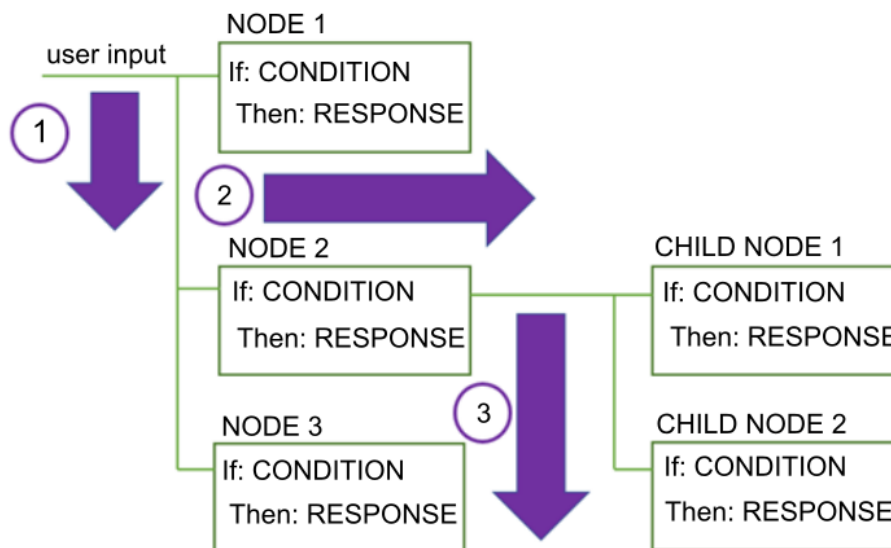 NODE 1
user input
If: CONDITION
Then: RESPONSE
1
2
NODE 2
If: CONDITION
Then: RESPONSE
CHILD NODE 1
If: CONDITION
Then: RESPONSE
3
NODE 3
If: CONDITION
Then: RESPONSE
CHILD NODE 2
If: CONDITION
Then: RESPONSE